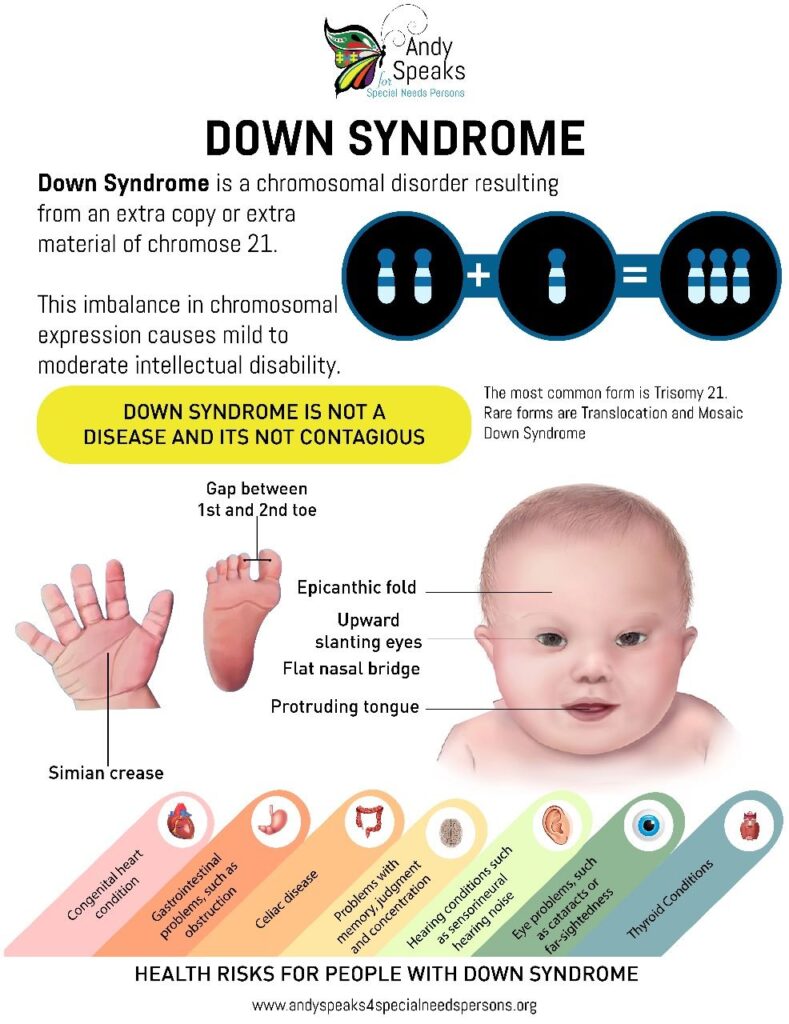 Andy
Speaks
for
Special Needs Persons
DOWN SYNDROME
Down Syndrome is a chromosomal disorder resulting
from an extra copy or extra
material of chromose 21.
This imbalance in chromosomal
expression causes mild to
moderate intellectual disability.
+
=
DOWN SYNDROME IS NOT A
DISEASE AND ITS NOT CONTAGIOUS
The most common form is Trisomy 21.
Rare forms are Translocation and Mosaic
Down Syndrome
Gap between
1st and 2nd toe
Epicanthic fold
Upward
slanting eyes
Flat nasal bridge
Protruding tongue
Simian crease
Congenital heart
condition
Gastrointestinal
problems, such as
obstruction
Celiac disease
Problems with
memory, judgment
and concentration
Hearing conditions such
as sensorineural
hearing noise
Eye problems, such
as cataracts or
far-sightedness
Thyroid Conditions
HEALTH RISKS FOR PEOPLE WITH DOWN SYNDROME
www.andyspeaks4specialneedspersons.org